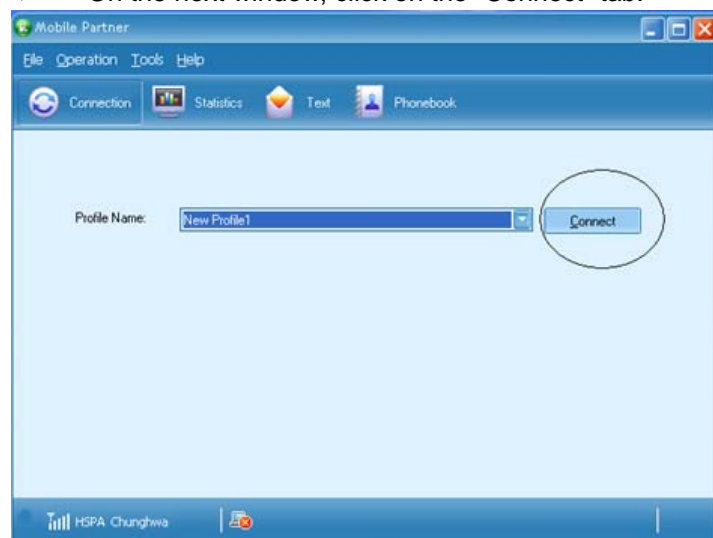 On the next window, click on the "Connect" tab.
Mobile Partner
File Operation Tools Help
Connection Statistics Text Phonebook
Profile Name: New Profile1 Connect
HSPA Chunghwa